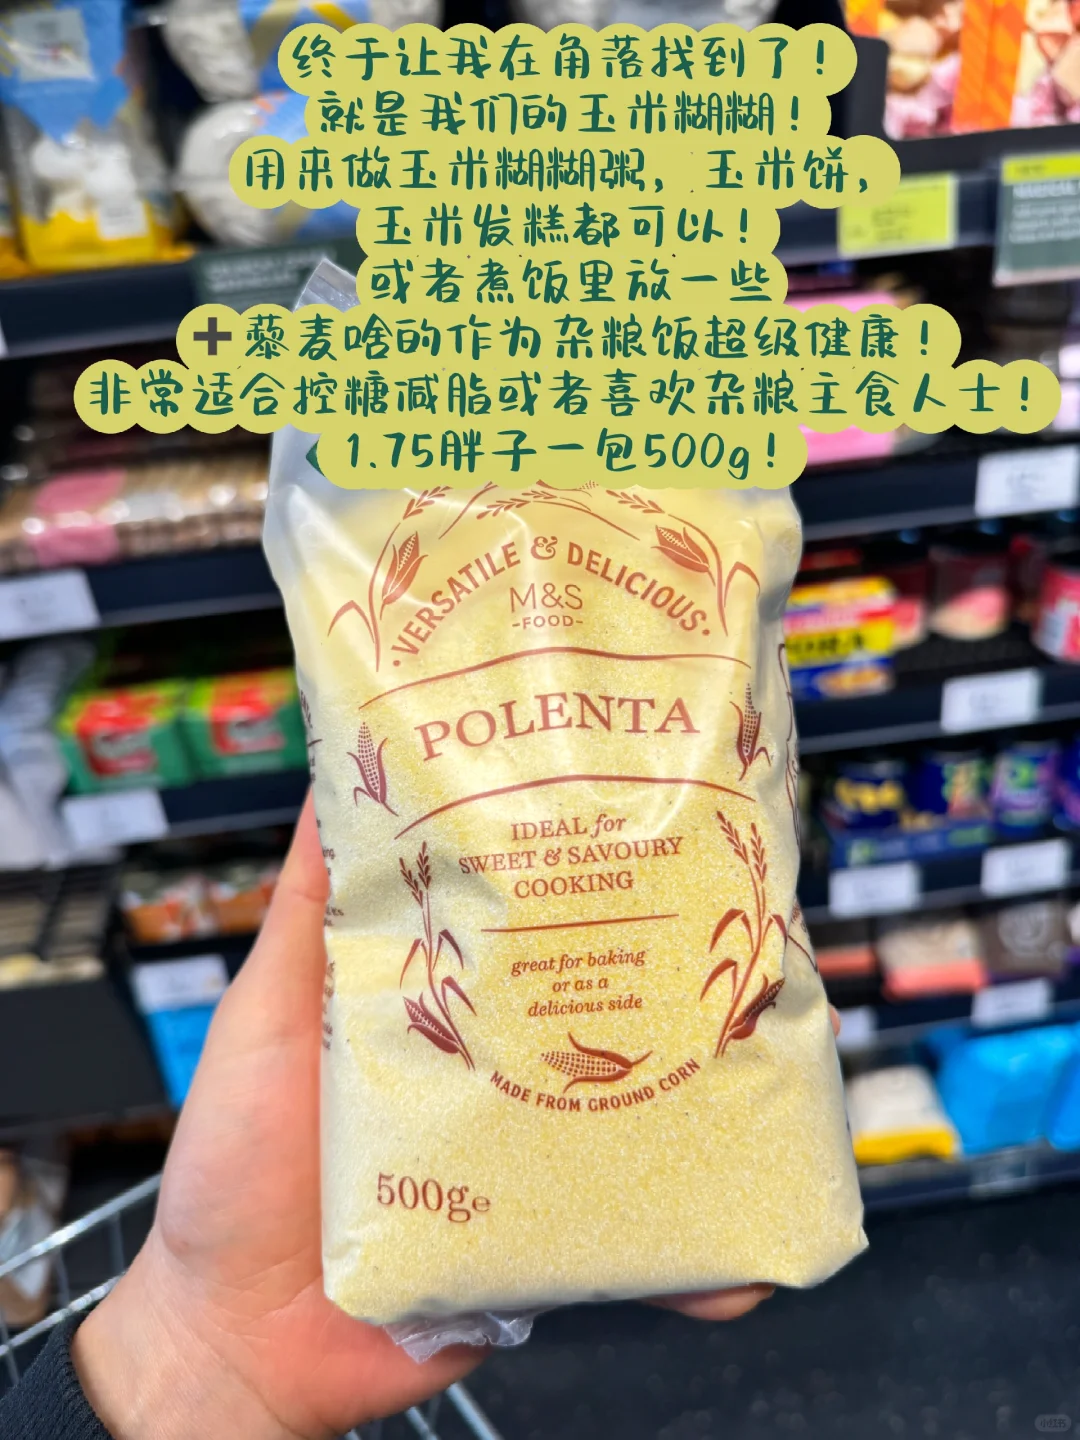 终于让我在角落找到了！
就是我们的玉米糊糊！
用来做玉米糊糊粥，玉米饼，
玉米发糕都可以！
或者煮饭里放一些
➕藜麦啥的作为杂粮饭超级健康！
非常适合控糖减脂或者喜欢杂粮主食人士！
1.75胖子一包500g！
·VERSATILE & DELICIOUS·
M&S
-FOOD-
POLENTA
IDEAL for
SWEET & SAVOURY
COOKING
great for baking
or as a
delicious side
MADE FROM GROUND CORN
500g℮
小红书